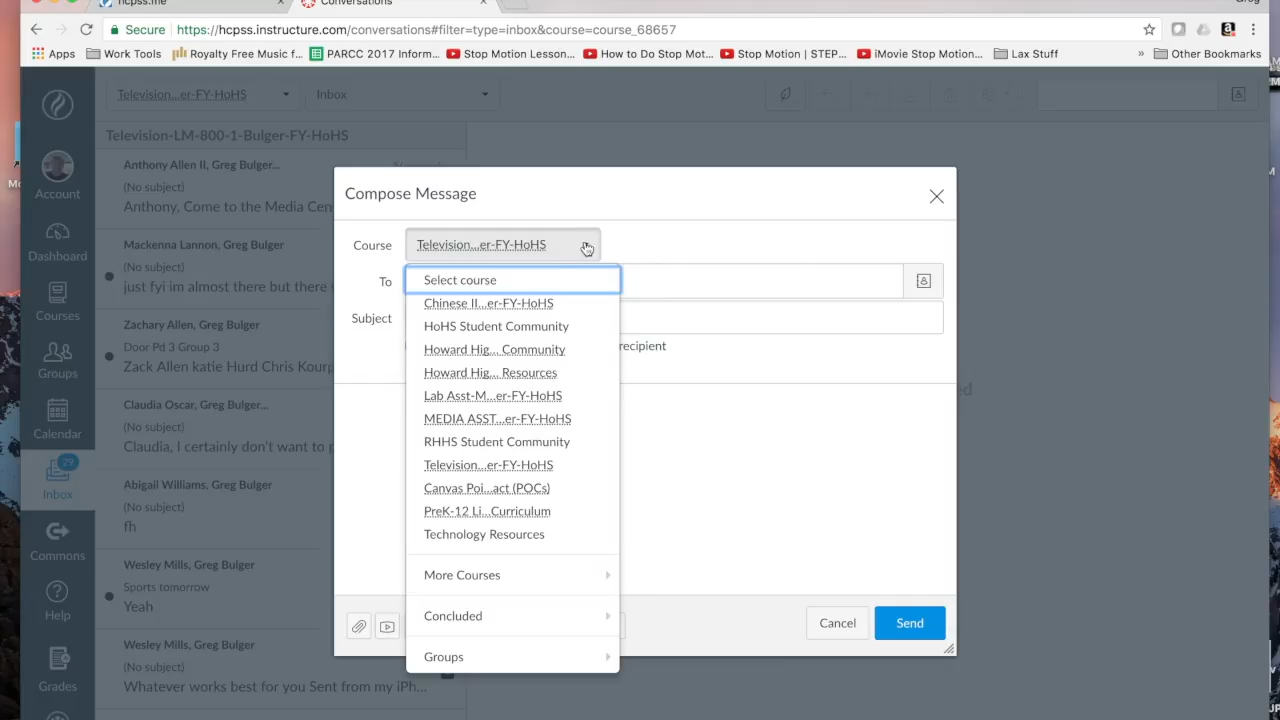 hcpss.me
Conversations
Greg
Secure https://hcpss.instructure.com/conversations#filter=type=inbox&course=course_68657
Apps Work Tools Royalty Free Music f... PARCC 2017 Inform... Stop Motion Lesson... How to Do Stop Mot... Stop Motion | STEP... iMovie Stop Motion... Lax Stuff » Other Bookmarks
Television...er-FY-HoHS Inbox
Television-LM-800-1-Bulger-FY-HoHS
Account
Dashboard
Courses
Groups
Calendar
29
Inbox
Commons
Help
Grades
Anthony Allen II, Greg Bulger...
(No subject)
Anthony, Come to the Media Cen
Mackenna Lannon, Greg Bulger
(No subject)
just fyi im almost there but there
Zachary Allen, Greg Bulger
Door Pd 3 Group 3
Zack Allen katie Hurd Chris Kourp
Claudia Oscar, Greg Bulger...
(No subject)
Claudia, I certainly don't want to p
Abigail Williams, Greg Bulger
(No subject)
fh
Wesley Mills, Greg Bulger
Sports tomorrow
Yeah
Wesley Mills, Greg Bulger
(No subject)
Whatever works best for you Sent from my iPh...
Compose Message
Course Television...er-FY-HoHS
To
Subject
recipient
Select course
Chinese II...er-FY-HoHS
HoHS Student Community
Howard Hig... Community
Howard Hig... Resources
Lab Asst-M...er-FY-HoHS
MEDIA ASST...er-FY-HoHS
RHHS Student Community
Television...er-FY-HoHS
Canvas Poi...act (POCs)
PreK-12 Li...Curriculum
Technology Resources
More Courses
Concluded
Groups
Cancel Send